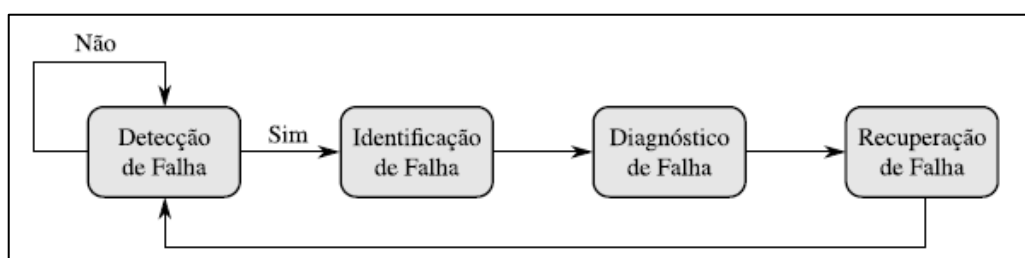 Não
Detecção
de Falha
Sim
Identificação
de Falha
Diagnóstico
de Falha
Recuperação
de Falha